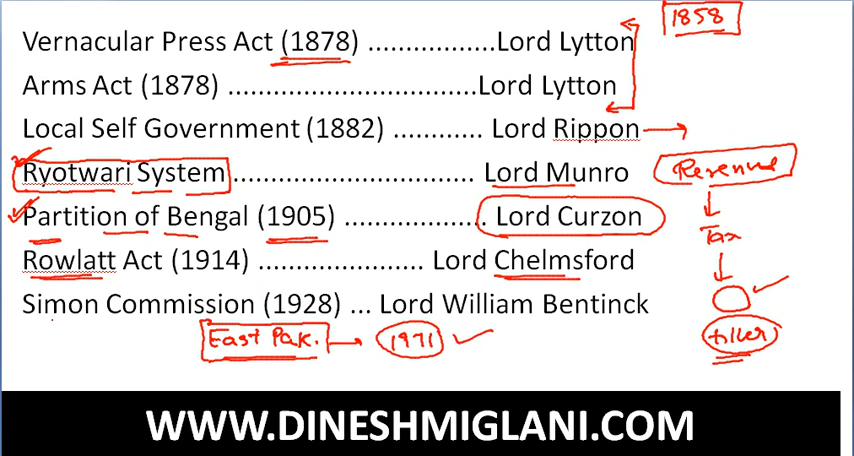 1858
Vernacular Press Act (1878) ................Lord Lytton
Arms Act (1878) ...............................Lord Lytton
Local Self Government (1882) ............ Lord Rippon
Ryotwari System................................. Lord Munro
Revenue
Partition of Bengal (1905) ................... Lord Curzon
Tax
Rowlatt Act (1914) ...................... Lord Chelmsford
Simon Commission (1928) ... Lord William Bentinck
East Pak. → 1971 ✓
tiller
WWW.DINESHMIGLANI.COM